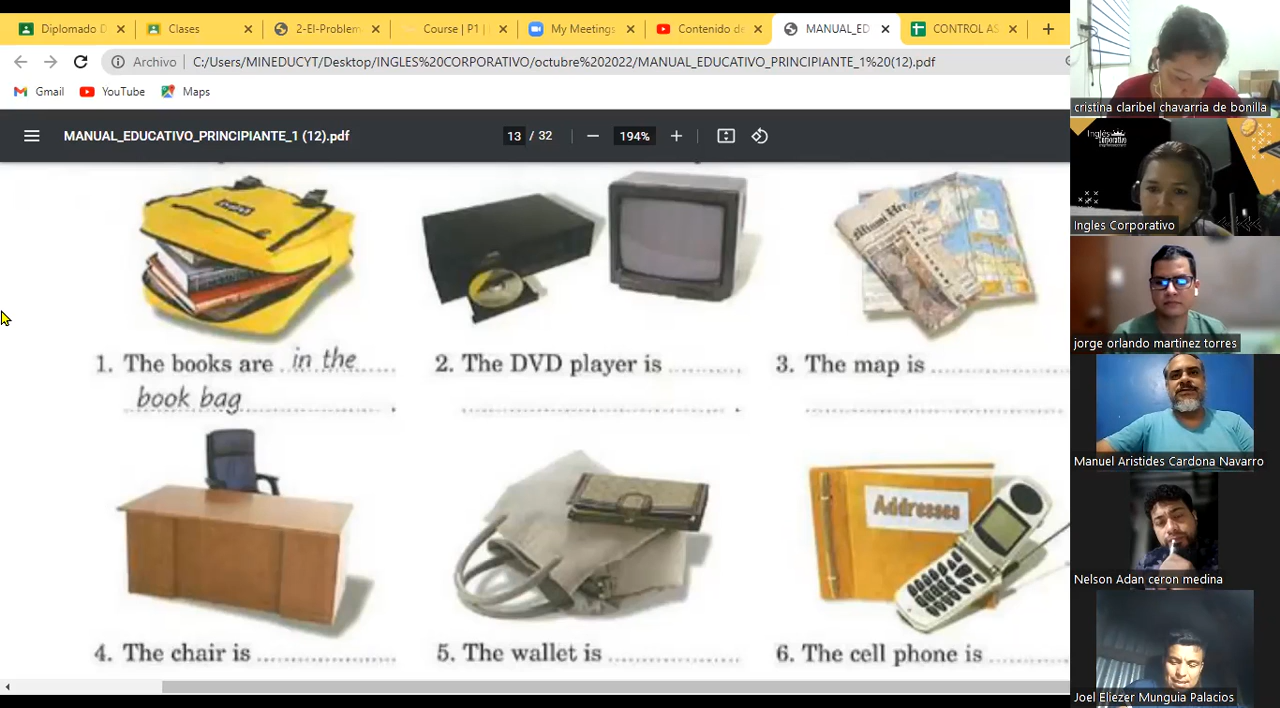 Diplomado D
Clases
2-El-Problem
Course | P1 |
My Meetings
Contenido de
MANUAL_ED
CONTROL AS
Archivo C:/Users/MINEDUCYT/Desktop/INGLES%20CORPORATIVO/octubre%202022/MANUAL_EDUCATIVO_PRINCIPIANTE_1%20(12).pdf
Gmail YouTube Maps
MANUAL_EDUCATIVO_PRINCIPIANTE_1 (12).pdf 13 / 32 194%
1. The books are in the
book bag.
2. The DVD player is
.
3. The map is
Addresses
4. The chair is
5. The wallet is
6. The cell phone is
cristina claribel chavarria de bonilla
Inglés
Corporativo
Ingles Corporativo
jorge orlando martinez torres
Manuel Aristides Cardona Navarro
Nelson Adan ceron medina
Joel Eliezer Munguia Palacios